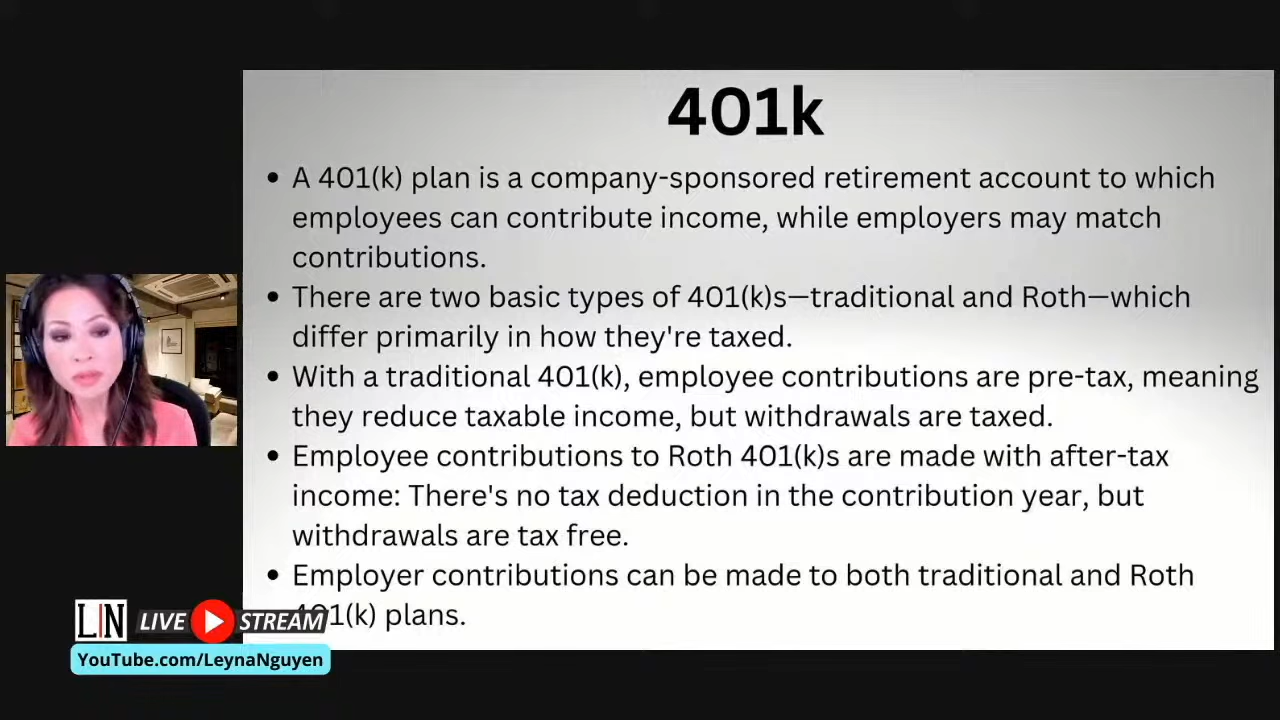 401k
• A 401(k) plan is a company-sponsored retirement account to which
employees can contribute income, while employers may match
contributions.
• There are two basic types of 401(k)s—traditional and Roth—which
differ primarily in how they're taxed.
• With a traditional 401(k), employee contributions are pre-tax, meaning
they reduce taxable income, but withdrawals are taxed.
• Employee contributions to Roth 401(k)s are made with after-tax
income: There's no tax deduction in the contribution year, but
withdrawals are tax free.
• Employer contributions can be made to both traditional and Roth
401(k) plans.
LIN LIVE STREAM
YouTube.com/LeynaNguyen